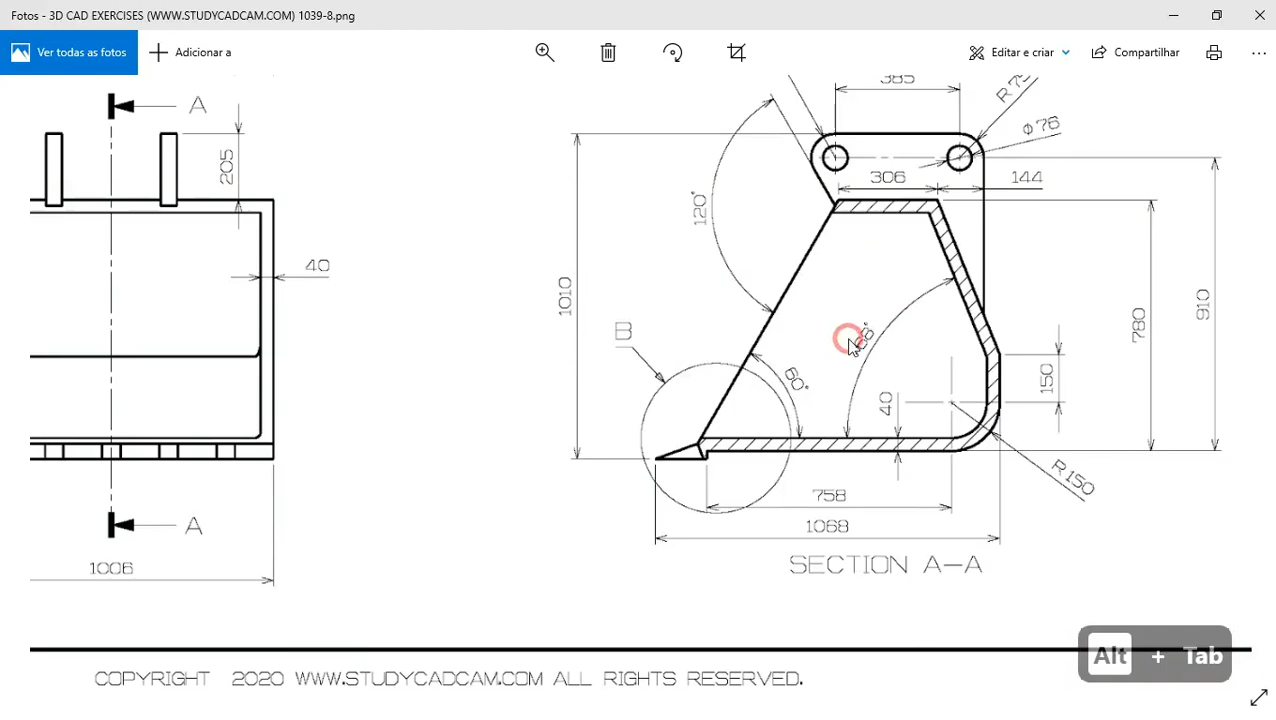 Fotos - 3D CAD EXERCISES (WWW.STUDYCADCAM.COM) 1039-8.png
Ver todas as fotos
Adicionar a
Editar e criar
Compartilhar
385
A
φ76
205
306
144
120°
40
1010
B
68°
780
910
60°
40
150
R150
758
A
1068
1006
SECTION A-A
Alt + Tab
COPYRIGHT 2020 WWW.STUDYCADCAM.COM ALL RIGHTS RESERVED.